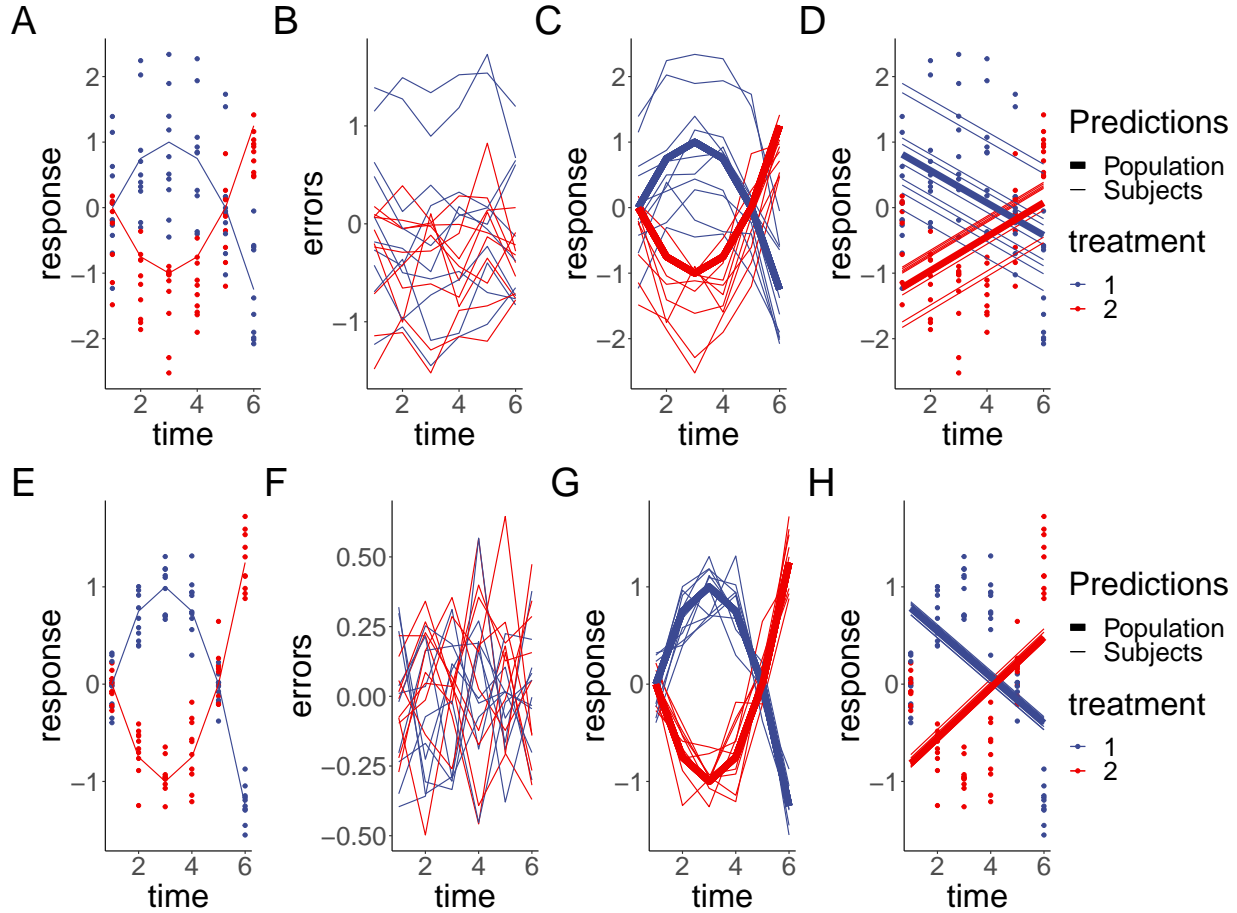 A
response
2
1
0
−1
−2
2
4
6
time
B
errors
1
0
−1
2
4
6
time
C
response
2
1
0
−1
−2
2
4
6
time
D
response
2
1
0
−1
−2
2
4
6
time
Predictions
Population
Subjects
treatment
1
2
E
response
1
0
−1
2
4
6
time
F
errors
0.50
0.25
0.00
−0.25
−0.50
2
4
6
time
G
response
1
0
−1
2
4
6
time
H
response
1
0
−1
2
4
6
time
Predictions
Population
Subjects
treatment
1
2